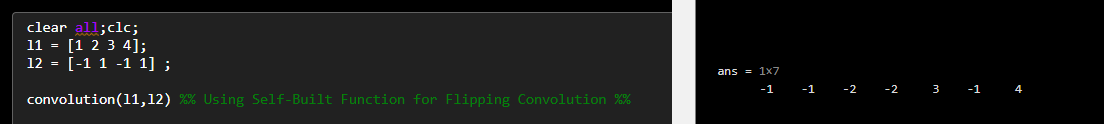 clear all;clc;
l1 = [1 2 3 4];
l2 = [-1 1 -1 1] ;
convolution(l1,l2) %% Using Self-Built Function for Flipping Convolution %%
ans = 1×7
-1 -1 -2 -2 3 -1 4